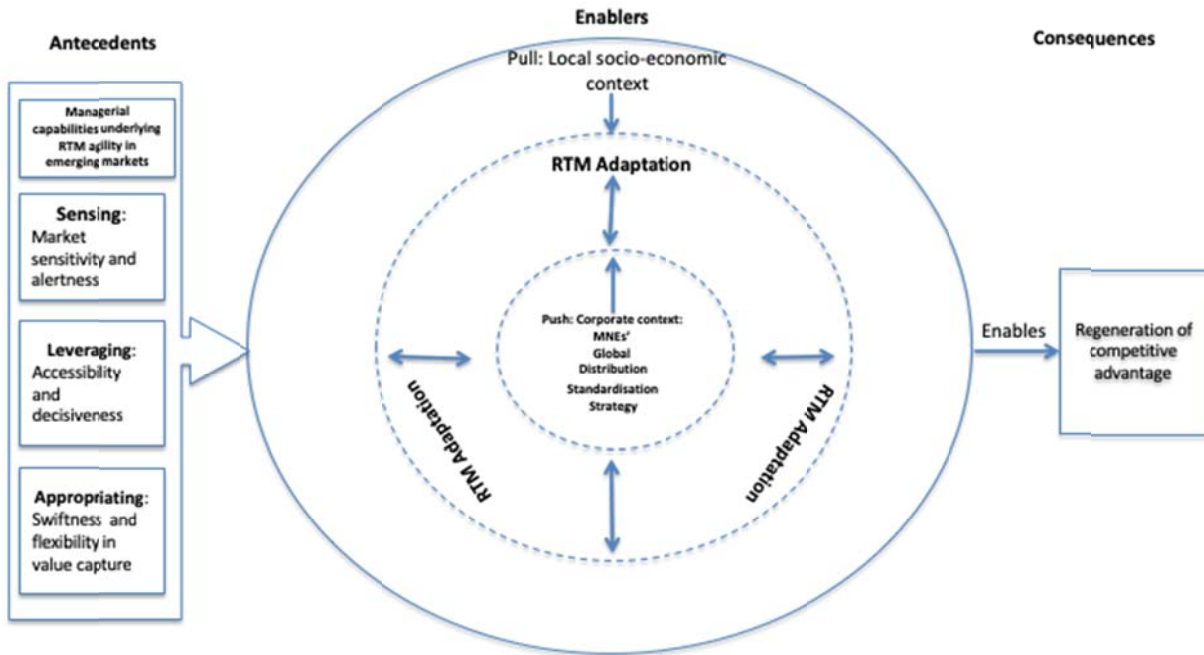 Enablers
Antecedents
Consequences
Managerial
capabilities underlying
RTM agility in
emerging markets
Sensing:
Market
sensitivity and
alertness
Leveraging:
Accessibility
and
decisiveness
Appropriating:
Swiftness and
flexibility in
value capture
Pull: Local socio-economic
context
RTM Adaptation
Push: Corporate context:
MNEs'
Global
Distribution
Standardisation
Strategy
RTM Adaptation
RTM Adaptation
Enables
Regeneration of
competitive
advantage